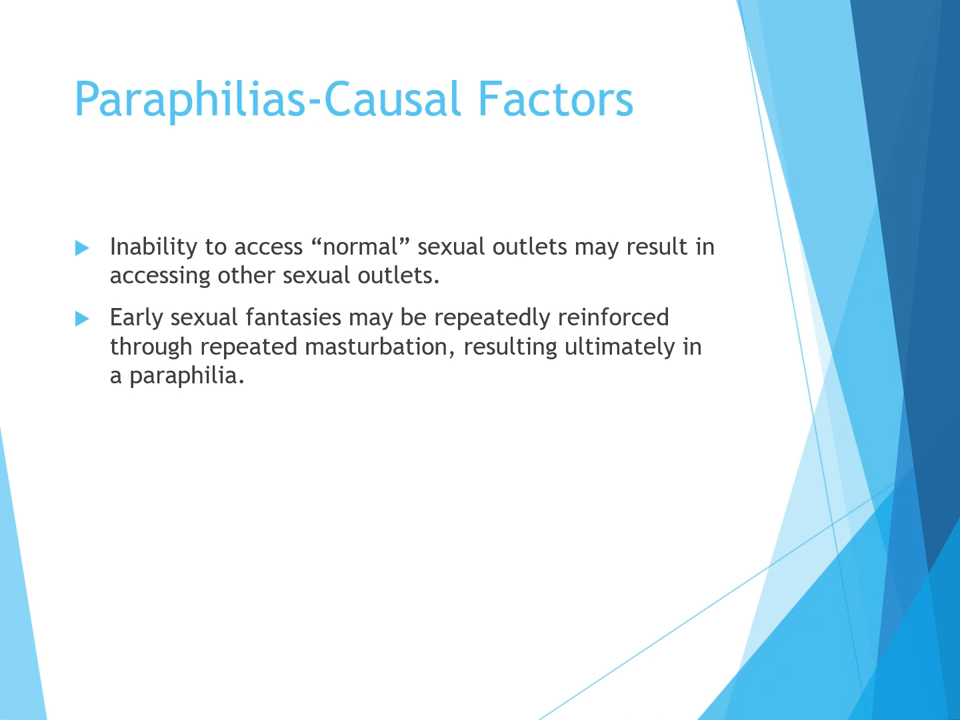 Paraphilias-Causal Factors
Inability to access “normal” sexual outlets may result in
accessing other sexual outlets.
Early sexual fantasies may be repeatedly reinforced
through repeated masturbation, resulting ultimately in
a paraphilia.